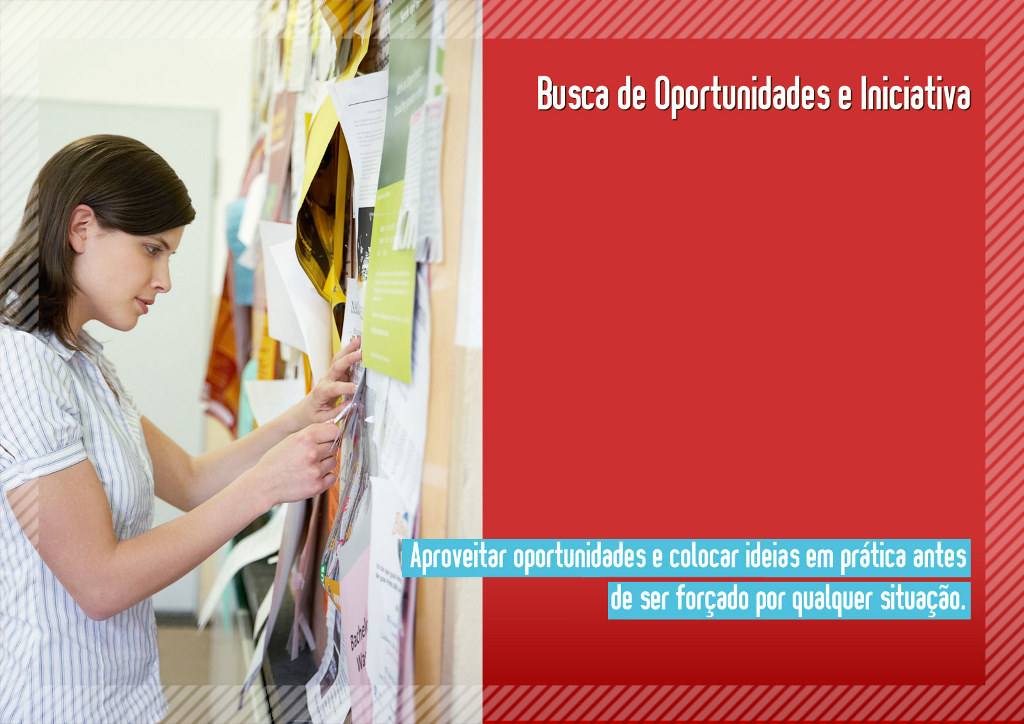 Busca de Oportunidades e Iniciativa
Aproveitar oportunidades e colocar ideias em prática antes
de ser forçado por qualquer situação.